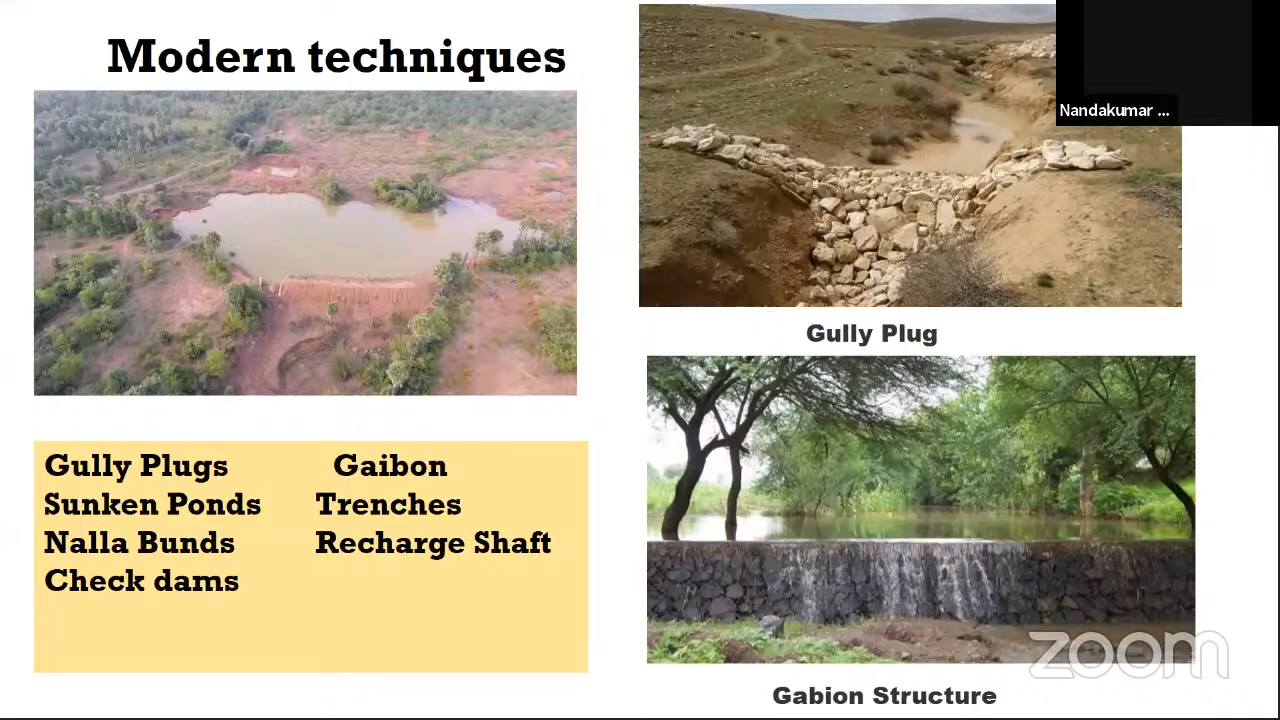 Modern techniques
Nandakumar ...
Gully Plug
Gully Plugs Gaibon
Sunken Ponds Trenches
Nalla Bunds Recharge Shaft
Check dams
zoom
Gabion Structure